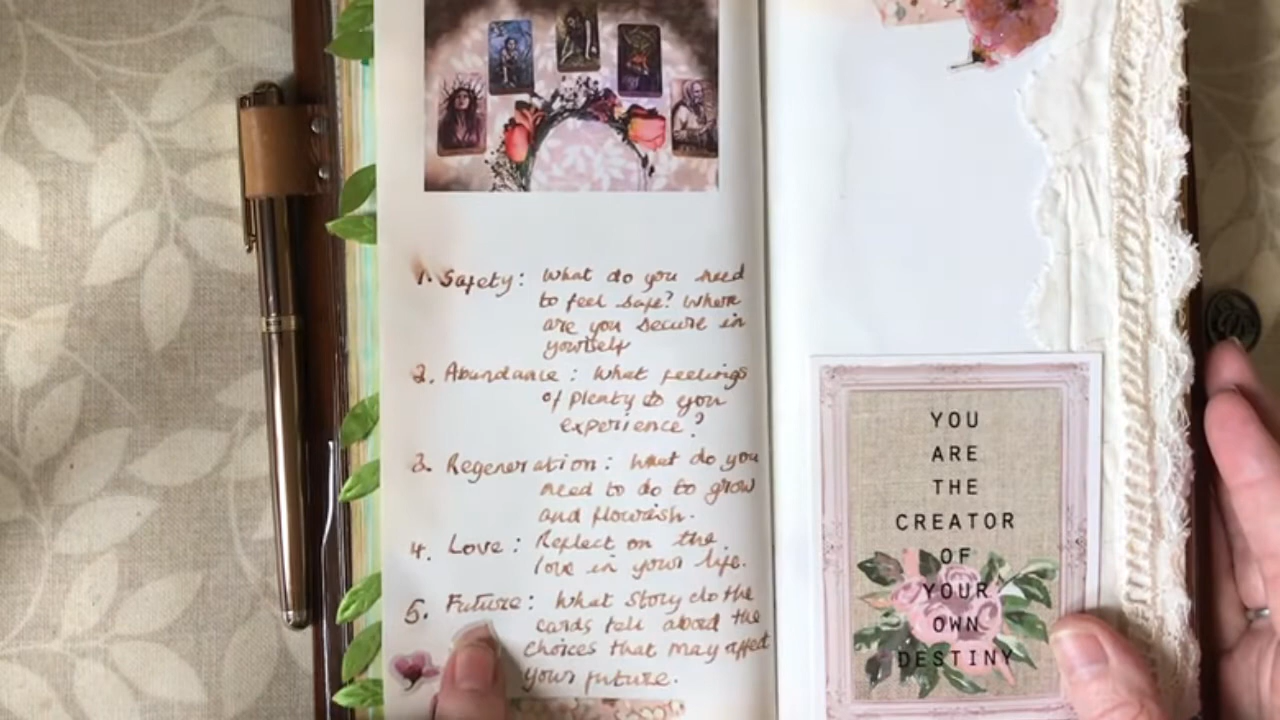 1. Safety: What do you need
to feel safe? Where
are you secure in
yourself
2. Abundance: What feelings
of plenty do you
experience?
3. Regeneration: What do you
need to do to grow
and flourish.
4. Love: Reflect on the
love in your life.
5. Future: What story do the
cards tell about the
choices that may affect
your future.
YOU
ARE
THE
CREATOR
OF
YOUR
OWN
DESTINY